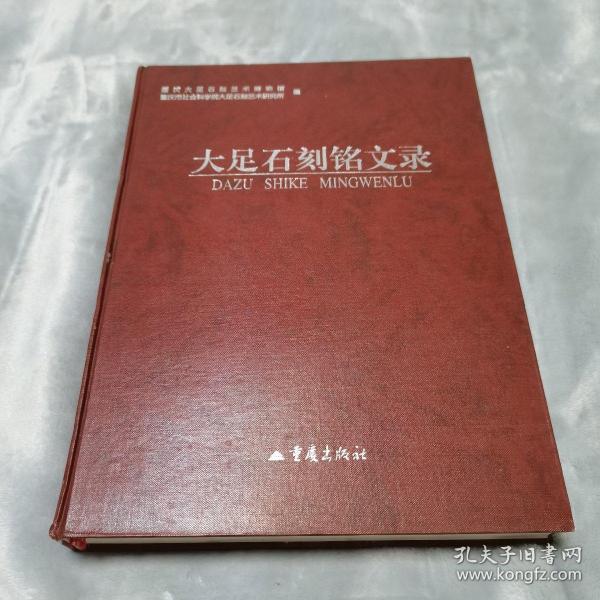 重庆大足石刻艺术博物馆
重庆市社会科学院大足石刻艺术研究所 编
大足石刻铭文录
DAZU SHIKE MINGWENLU
重庆出版社
孔夫子旧书网
www.kongfz.com